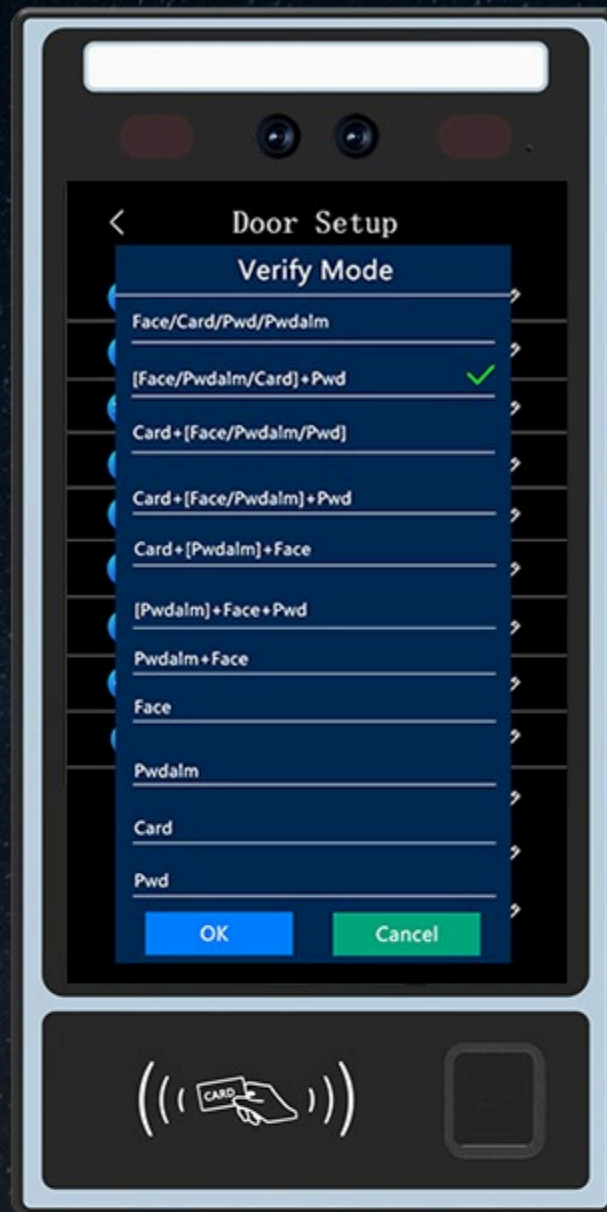 Door Setup
Verify Mode
Face/Card/Pwd/Pwdalm
[Face/Pwdalm/Card]+Pwd
Card+[Face/Pwdalm/Pwd]
Card+[Face/Pwdalm]+Pwd
Card+[Pwdalm]+Face
[Pwdalm]+Face+Pwd
Pwdalm+Face
Face
Pwdalm
Card
Pwd
OK
Cancel
CARD